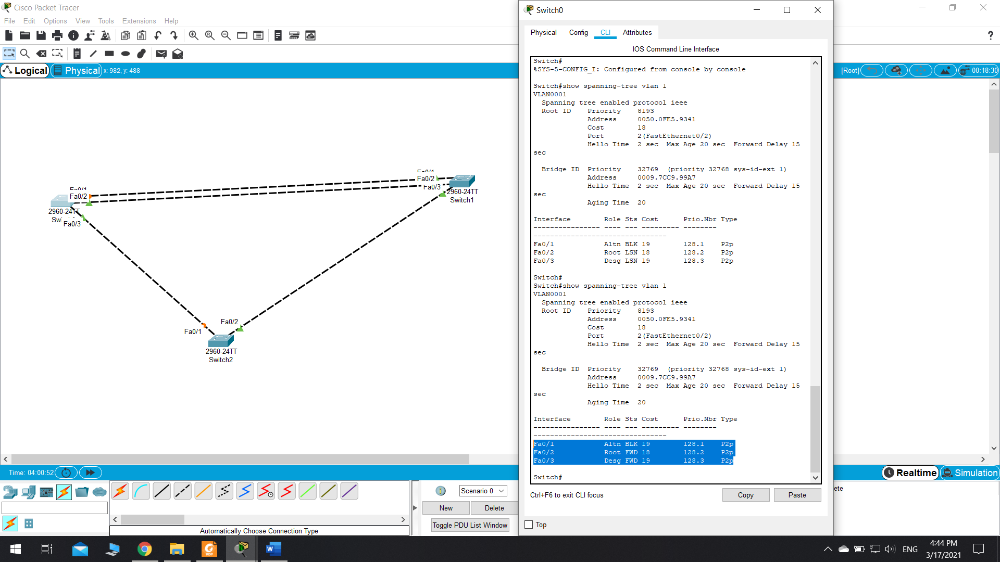 Cisco Packet Tracer
File Edit Options View Tools Extensions Help
Logical Physical x: 982, y: 488
[Root] 00:18:30
Fa0/1
Fa0/2
Fa0/3
2960-24TT
Switch1
Fa0/1
Fa0/2
2960-24TT
Sw
Fa0/3
Fa0/2
Fa0/1
2960-24TT
Switch2
Time: 04:00:52
Realtime Simulation
Scenario 0
New Delete
Toggle PDU List Window
Automatically Choose Connection Type
ete
Switch0
Physical Config CLI Attributes
IOS Command Line Interface
Switch#
%SYS-5-CONFIG_I: Configured from console by console
Switch#show spanning-tree vlan 1
VLAN0001
Spanning tree enabled protocol ieee
Root ID Priority 8193
Address 0050.0FE5.9341
Cost 18
Port 2(FastEthernet0/2)
Hello Time 2 sec Max Age 20 sec Forward Delay 15
sec
Bridge ID Priority 32769 (priority 32768 sys-id-ext 1)
Address 0009.7CC9.99A7
Hello Time 2 sec Max Age 20 sec Forward Delay 15
sec
Aging Time 20
Interface Role Sts Cost Prio.Nbr Type
---------------- ---- --- --------- --------
--------------------------------
Fa0/1 Altn BLK 19 128.1 P2p
Fa0/2 Root LSN 18 128.2 P2p
Fa0/3 Desg LSN 19 128.3 P2p
Switch#
Switch#show spanning-tree vlan 1
VLAN0001
Spanning tree enabled protocol ieee
Root ID Priority 8193
Address 0050.0FE5.9341
Cost 18
Port 2(FastEthernet0/2)
Hello Time 2 sec Max Age 20 sec Forward Delay 15
sec
Bridge ID Priority 32769 (priority 32768 sys-id-ext 1)
Address 0009.7CC9.99A7
Hello Time 2 sec Max Age 20 sec Forward Delay 15
sec
Aging Time 20
Interface Role Sts Cost Prio.Nbr Type
---------------- ---- --- --------- --------
--------------------------------
Fa0/1 Altn BLK 19 128.1 P2p
Fa0/2 Root FWD 18 128.2 P2p
Fa0/3 Desg FWD 19 128.3 P2p
Switch#
Ctrl+F6 to exit CLI focus
Copy Paste
Top
ENG
4:44 PM
3/17/2021